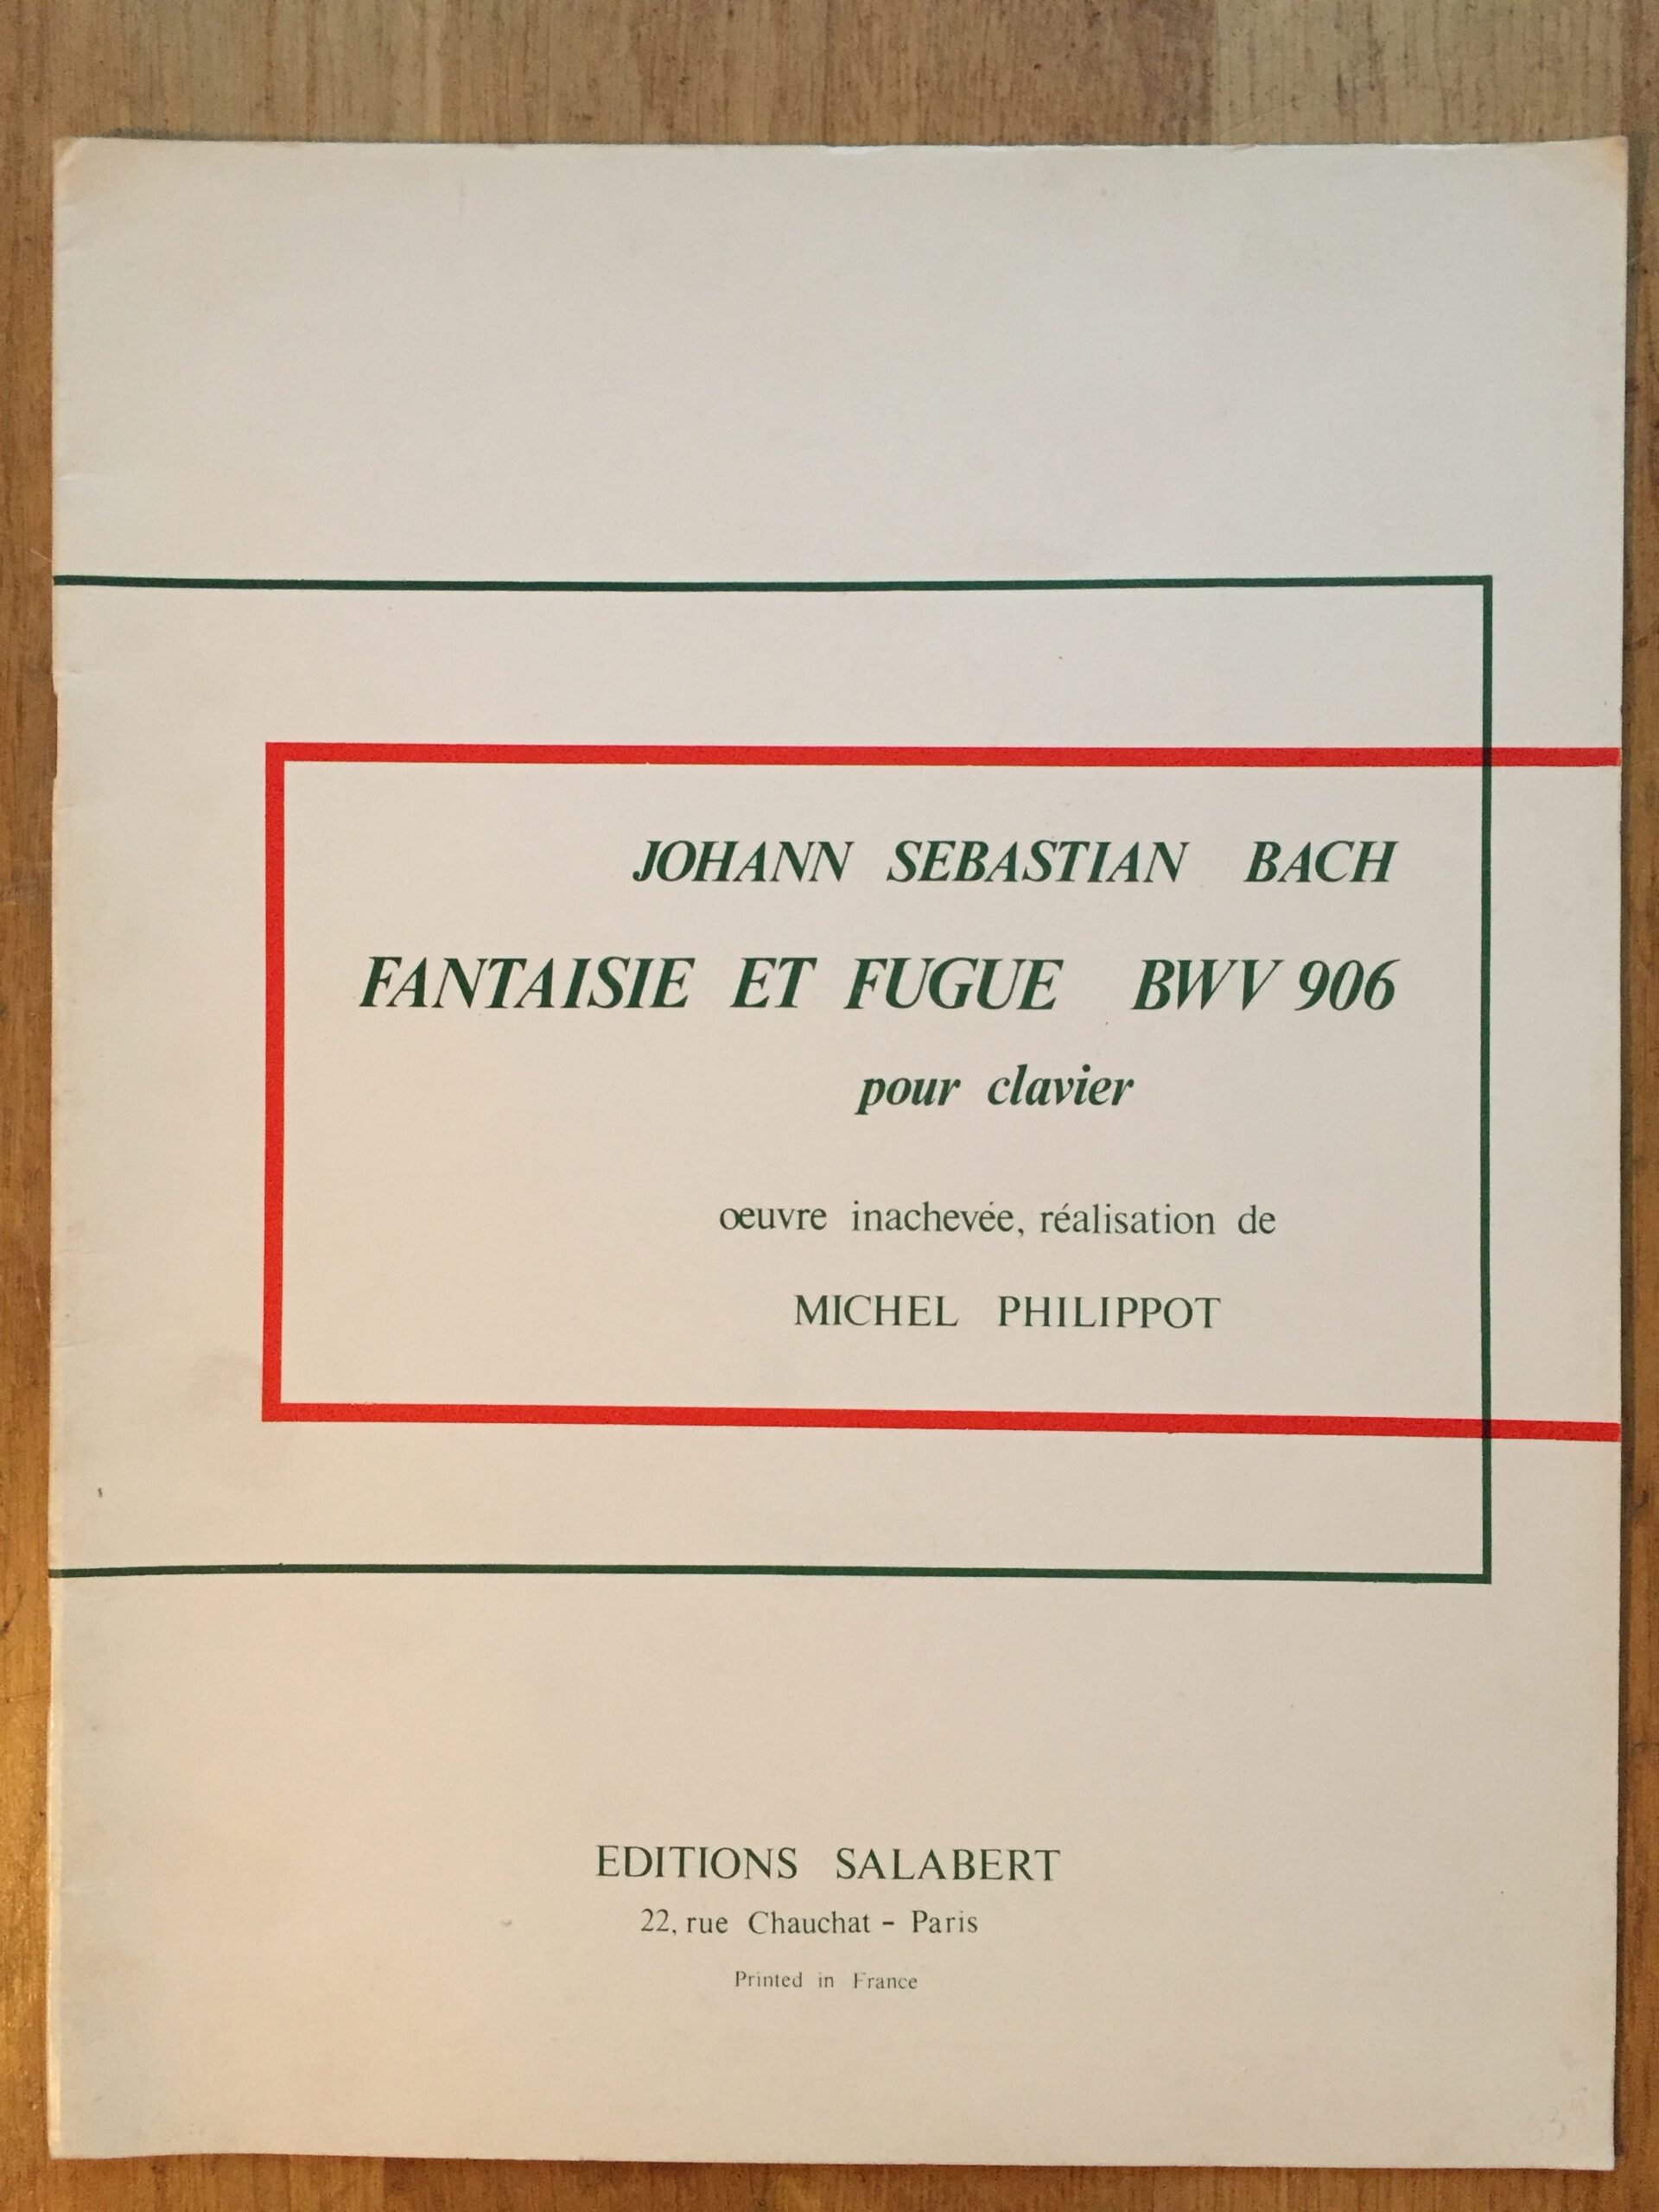 JOHANN SEBASTIAN BACH
FANTAISIE ET FUGUE BWV 906
pour clavier
œuvre inachevée, réalisation de
MICHEL PHILIPPOT
EDITIONS SALABERT
22, rue Chauchat - Paris
Printed in France